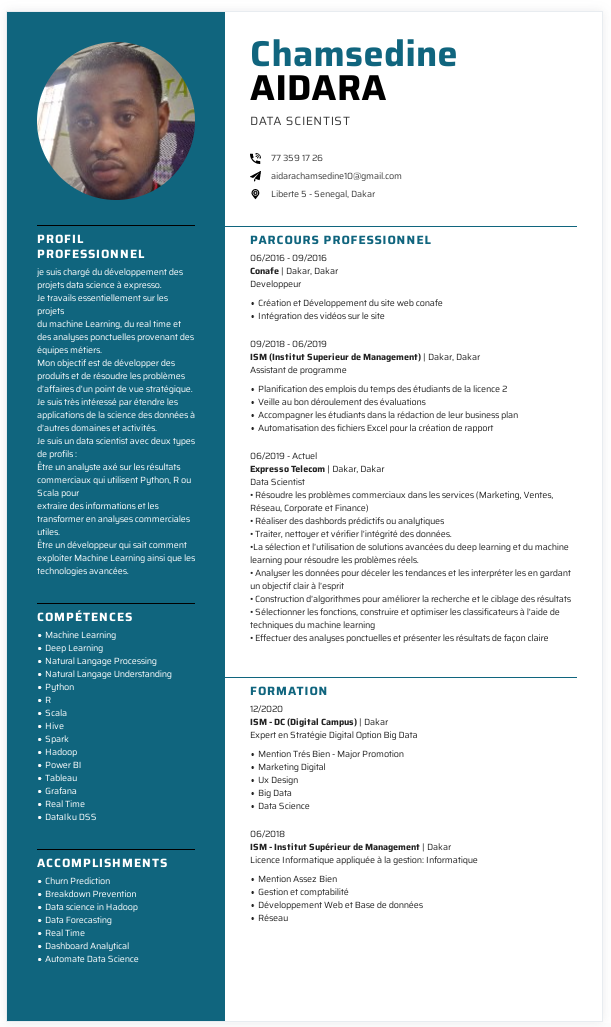 Chamsedine
AIDARA
DATA SCIENTIST
77 359 17 26
aidarachamsedine10@gmail.com
Liberte 5 - Senegal, Dakar
PROFIL
PROFESSIONNEL
je suis chargé du développement des
projets data science à expresso.
Je travails essentiellement sur les
projets
du machine Learning, du real time et
des analyses ponctuelles provenant des
équipes métiers.
Mon objectif est de développer des
produits et de résoudre les problèmes
d'affaires d'un point de vue stratégique.
Je suis très intéressé par étendre les
applications de la science des données à
d'autres domaines et activités.
Je suis un data scientist avec deux types
de profils :
Être un analyste axé sur les résultats
commerciaux qui utilisent Python, R ou
Scala pour
extraire des informations et les
transformer en analyses commerciales
utiles.
Être un développeur qui sait comment
exploiter Machine Learning ainsi que les
technologies avancées.
COMPÉTENCES
• Machine Learning
• Deep Learning
• Natural Langage Processing
• Natural Langage Understanding
• Python
• R
• Scala
• Hive
• Spark
• Hadoop
• Power BI
• Tableau
• Grafana
• Real Time
• DataIku DSS
ACCOMPLISHMENTS
• Churn Prediction
• Breakdown Prevention
• Data science in Hadoop
• Data Forecasting
• Real Time
• Dashboard Analytical
• Automate Data Science
PARCOURS PROFESSIONNEL
06/2016 - 09/2016
Conafe | Dakar, Dakar
Developpeur
• Création et Développement du site web conafe
• Intégration des vidéos sur le site
09/2018 - 06/2019
ISM (Institut Superieur de Management) | Dakar, Dakar
Assistant de programme
• Planification des emplois du temps des étudiants de la licence 2
• Veille au bon déroulement des évaluations
• Accompagner les étudiants dans la rédaction de leur business plan
• Automatisation des fichiers Excel pour la création de rapport
06/2019 - Actuel
Expresso Telecom | Dakar, Dakar
Data Scientist
• Résoudre les problèmes commerciaux dans les services (Marketing, Ventes,
Réseau, Corporate et Finance)
• Réaliser des dashbords prédictifs ou analytiques
• Traiter, nettoyer et vérifier l'intégrité des données.
•La sélection et l'utilisation de solutions avancées du deep learning et du machine
learning pour résoudre les problèmes réels.
• Analyser les données pour déceler les tendances et les interpréter les en gardant
un objectif clair à l'esprit
• Construction d'algorithmes pour améliorer la recherche et le ciblage des résultats
• Sélectionner les fonctions, construire et optimiser les classificateurs à l'aide de
techniques du machine learning
• Effectuer des analyses ponctuelles et présenter les résultats de façon claire
FORMATION
12/2020
ISM - DC (Digital Campus) | Dakar
Expert en Stratégie Digital Option Big Data
• Mention Trés Bien - Major Promotion
• Marketing Digital
• Ux Design
• Big Data
• Data Science
06/2018
ISM - Institut Supérieur de Management | Dakar
Licence Informatique appliquée à la gestion: Informatique
• Mention Assez Bien
• Gestion et comptabilité
• Développement Web et Base de données
• Réseau